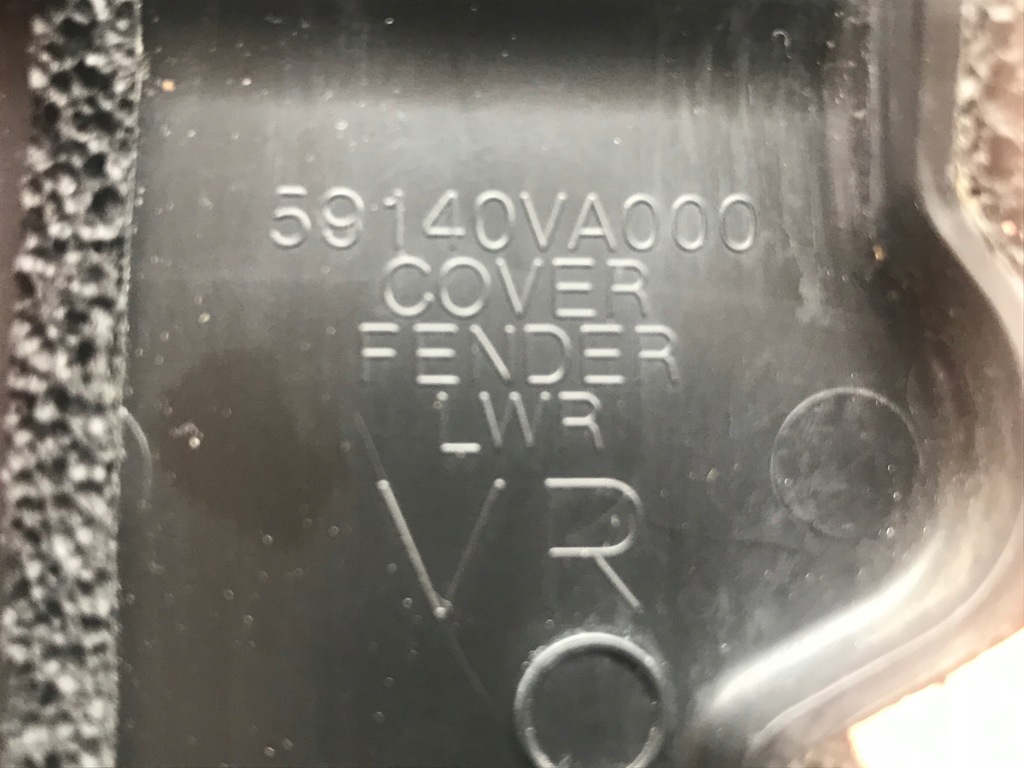 59140VA000
COVER
FENDER
LWR
VR